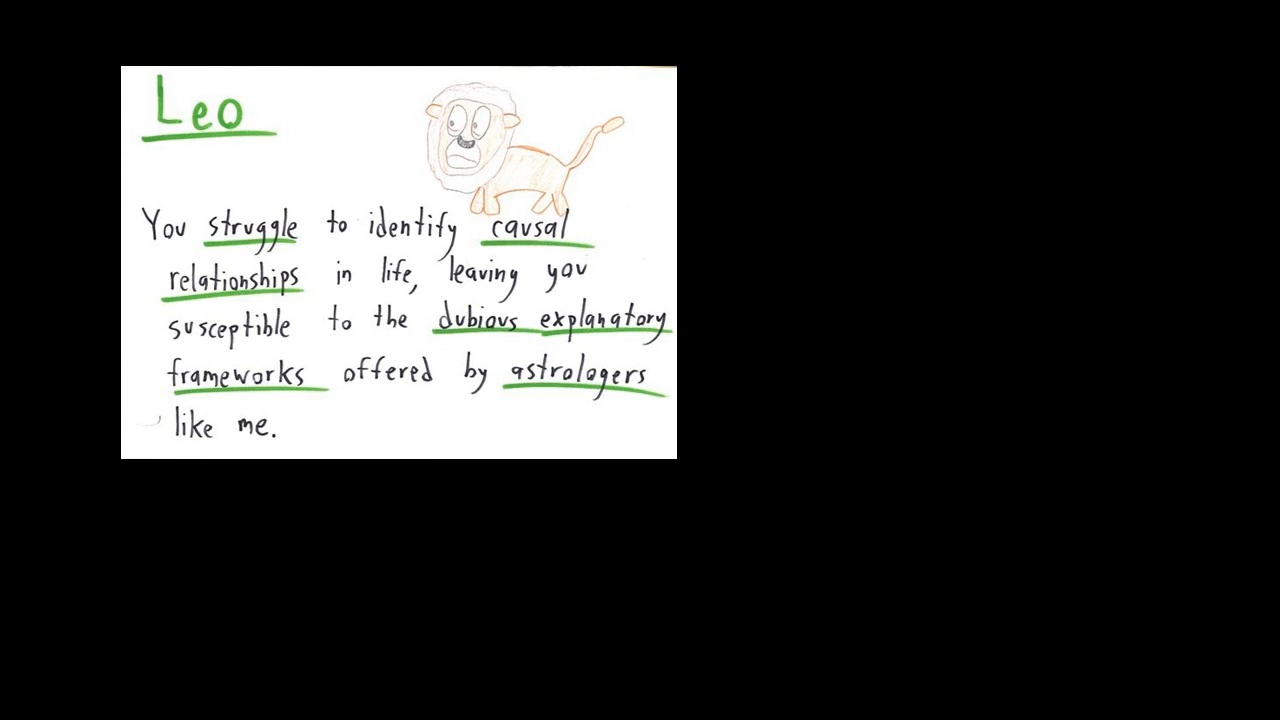 Leo
You struggle to identify causal
relationships in life, leaving you
susceptible to the dubious explanatory
frameworks offered by astrologers
like me.